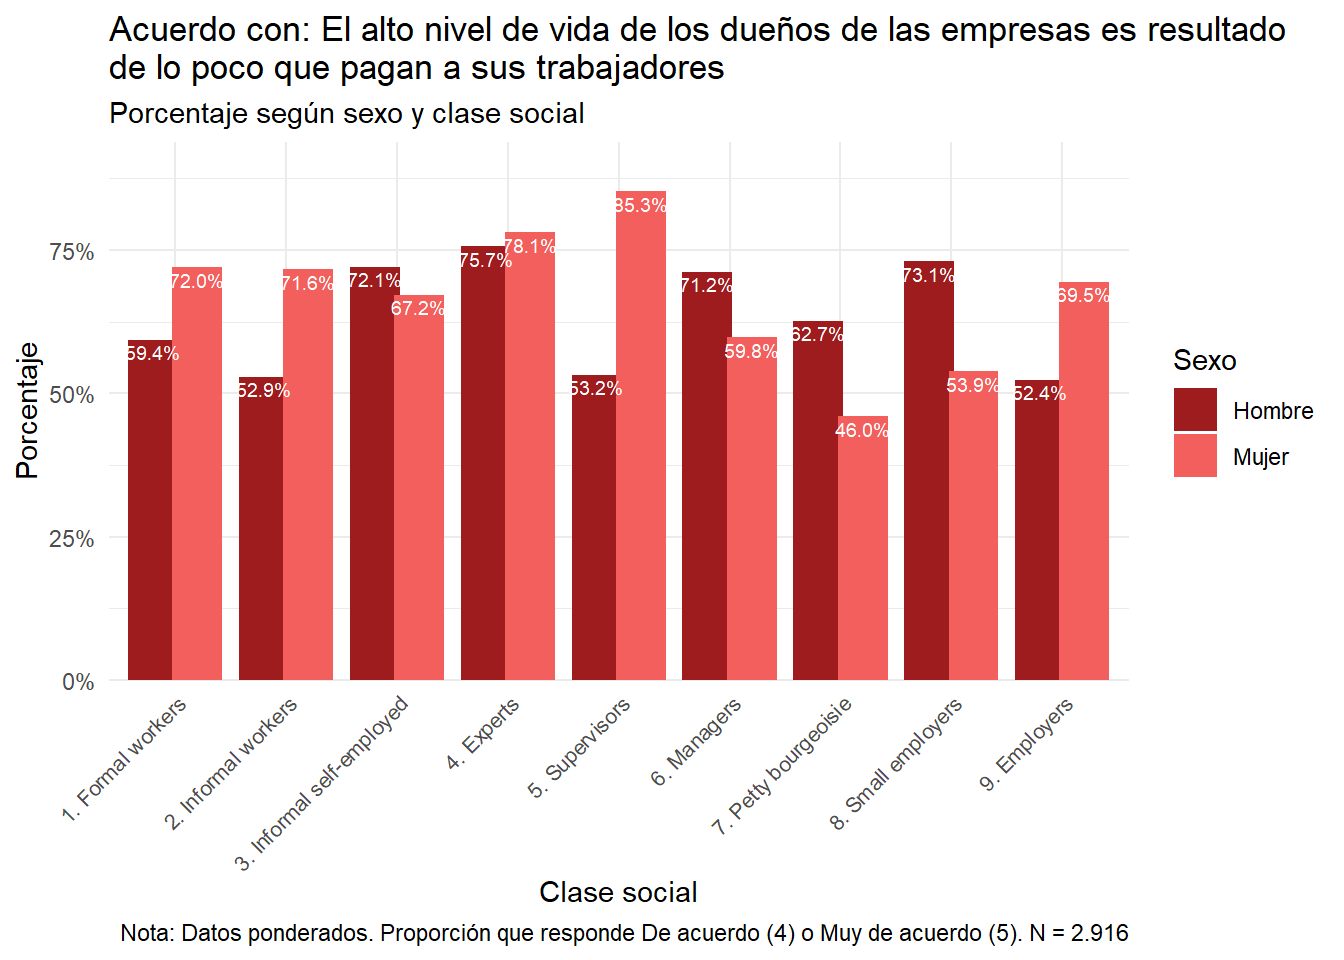 Acuerdo con: El alto nivel de vida de los dueños de las empresas es resultado
de lo poco que pagan a sus trabajadores
Porcentaje según sexo y clase social
Porcentaje
75%
50%
25%
0%
59.4%
72.0%
52.9%
71.6%
72.1%
67.2%
75.7%
78.1%
53.2%
85.3%
71.2%
59.8%
62.7%
46.0%
73.1%
53.9%
52.4%
69.5%
Sexo
Hombre
Mujer
1. Formal workers
2. Informal workers
3. Informal self-employed
4. Experts
5. Supervisors
6. Managers
7. Petty bourgeoisie
8. Small employers
9. Employers
Clase social
Nota: Datos ponderados. Proporción que responde De acuerdo (4) o Muy de acuerdo (5). N = 2.916